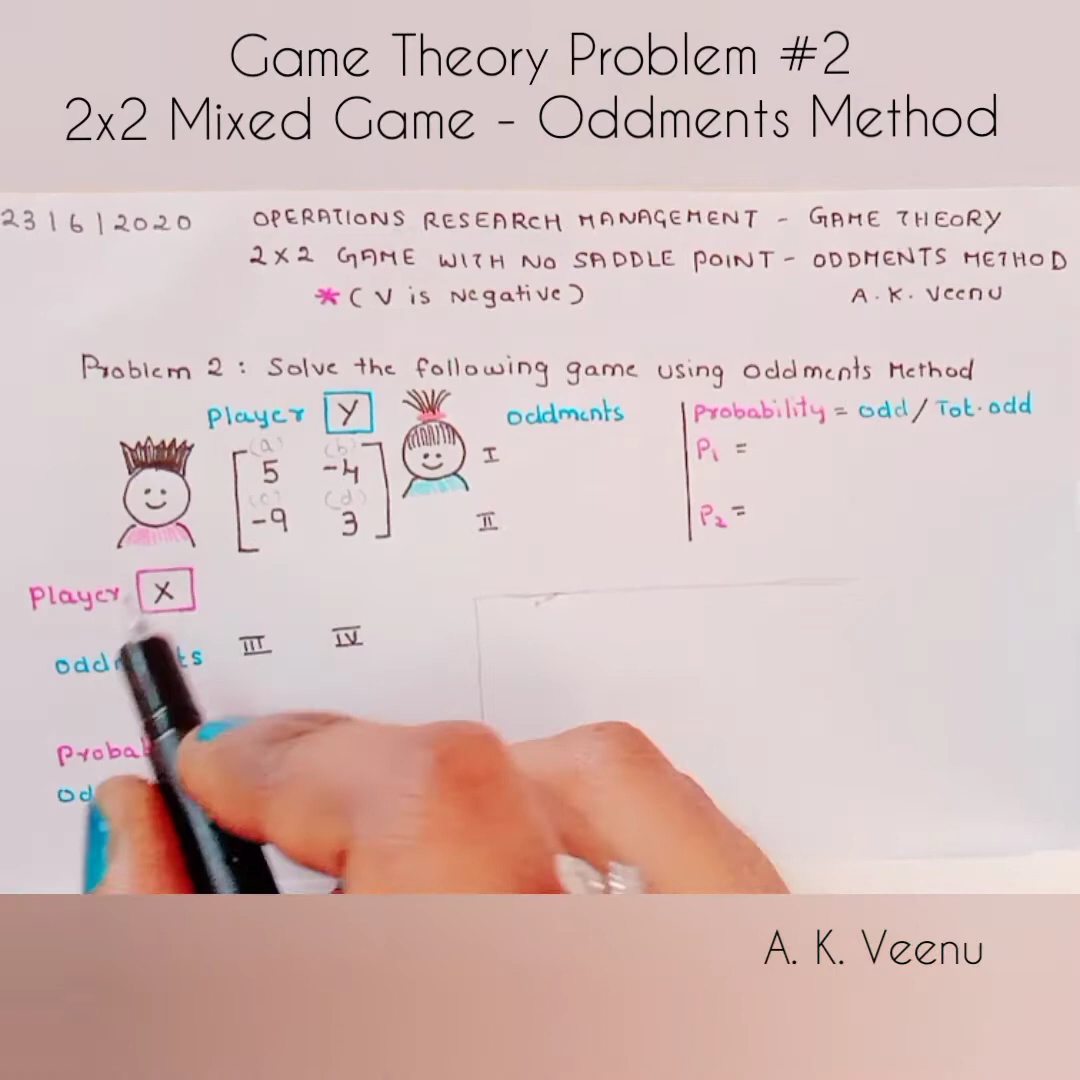 Game Theory Problem #2
2x2 Mixed Game - Oddments Method
23|6|2020 OPERATIONS RESEARCH MANAGEMENT - GAME THEORY
2X2 GAME WITH NO SADDLE POINT - ODDMENTS METHOD
* (V is Negative) A.K. Veenu
Problem 2 : Solve the following game using Oddments Method
Player Y oddments Probability = odd / Tot.odd
(a) (b)
5 -4 I P₁ =
(c) (d)
-9 3 II P₂ =
Player X
III IV
A. K. Veenu